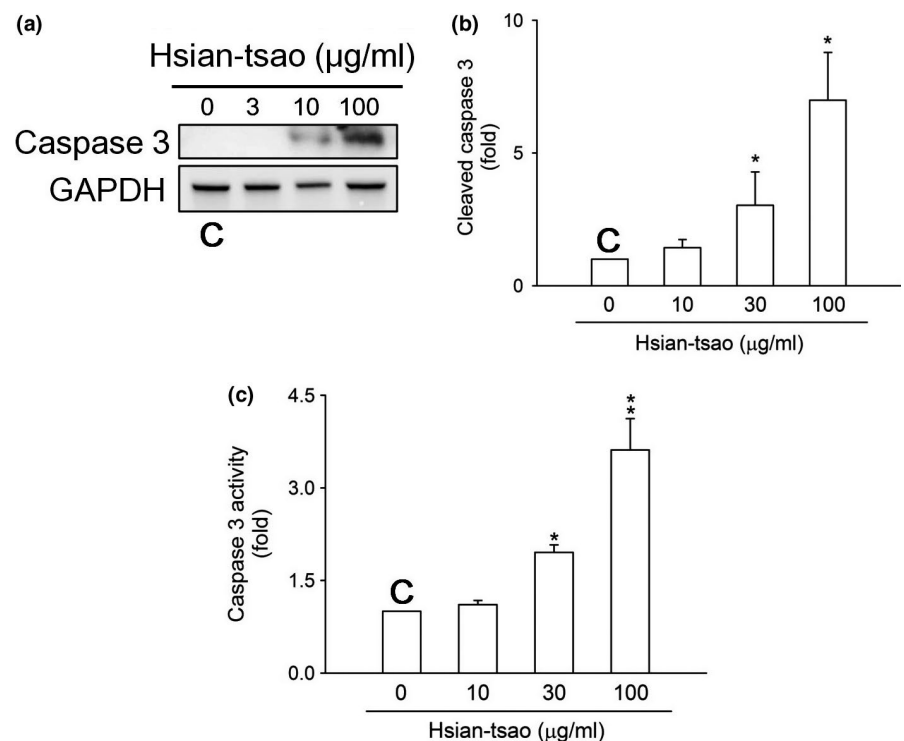 (a)
Hsian-tsao (μg/ml)
0 3 10 100
Caspase 3
GAPDH
C
(b)
10
5
0
Cleaved caspase 3
(fold)
C
*
*
0 10 30 100
Hsian-tsao (μg/ml)
(c)
4.5
3.0
1.5
0.0
Caspase 3 activity
(fold)
C
*
*
*
0 10 30 100
Hsian-tsao (μg/ml)